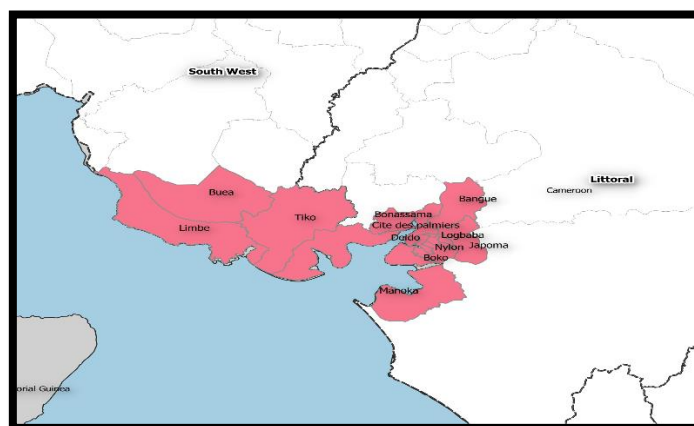 South West
Littoral
Cameroon
Buea
Bangue
Bonassama
Tiko
Cite des palmiers
Limbe
Logbaba
Deido
Nylon
Japoma
Boko
Manoka
orial Guinea